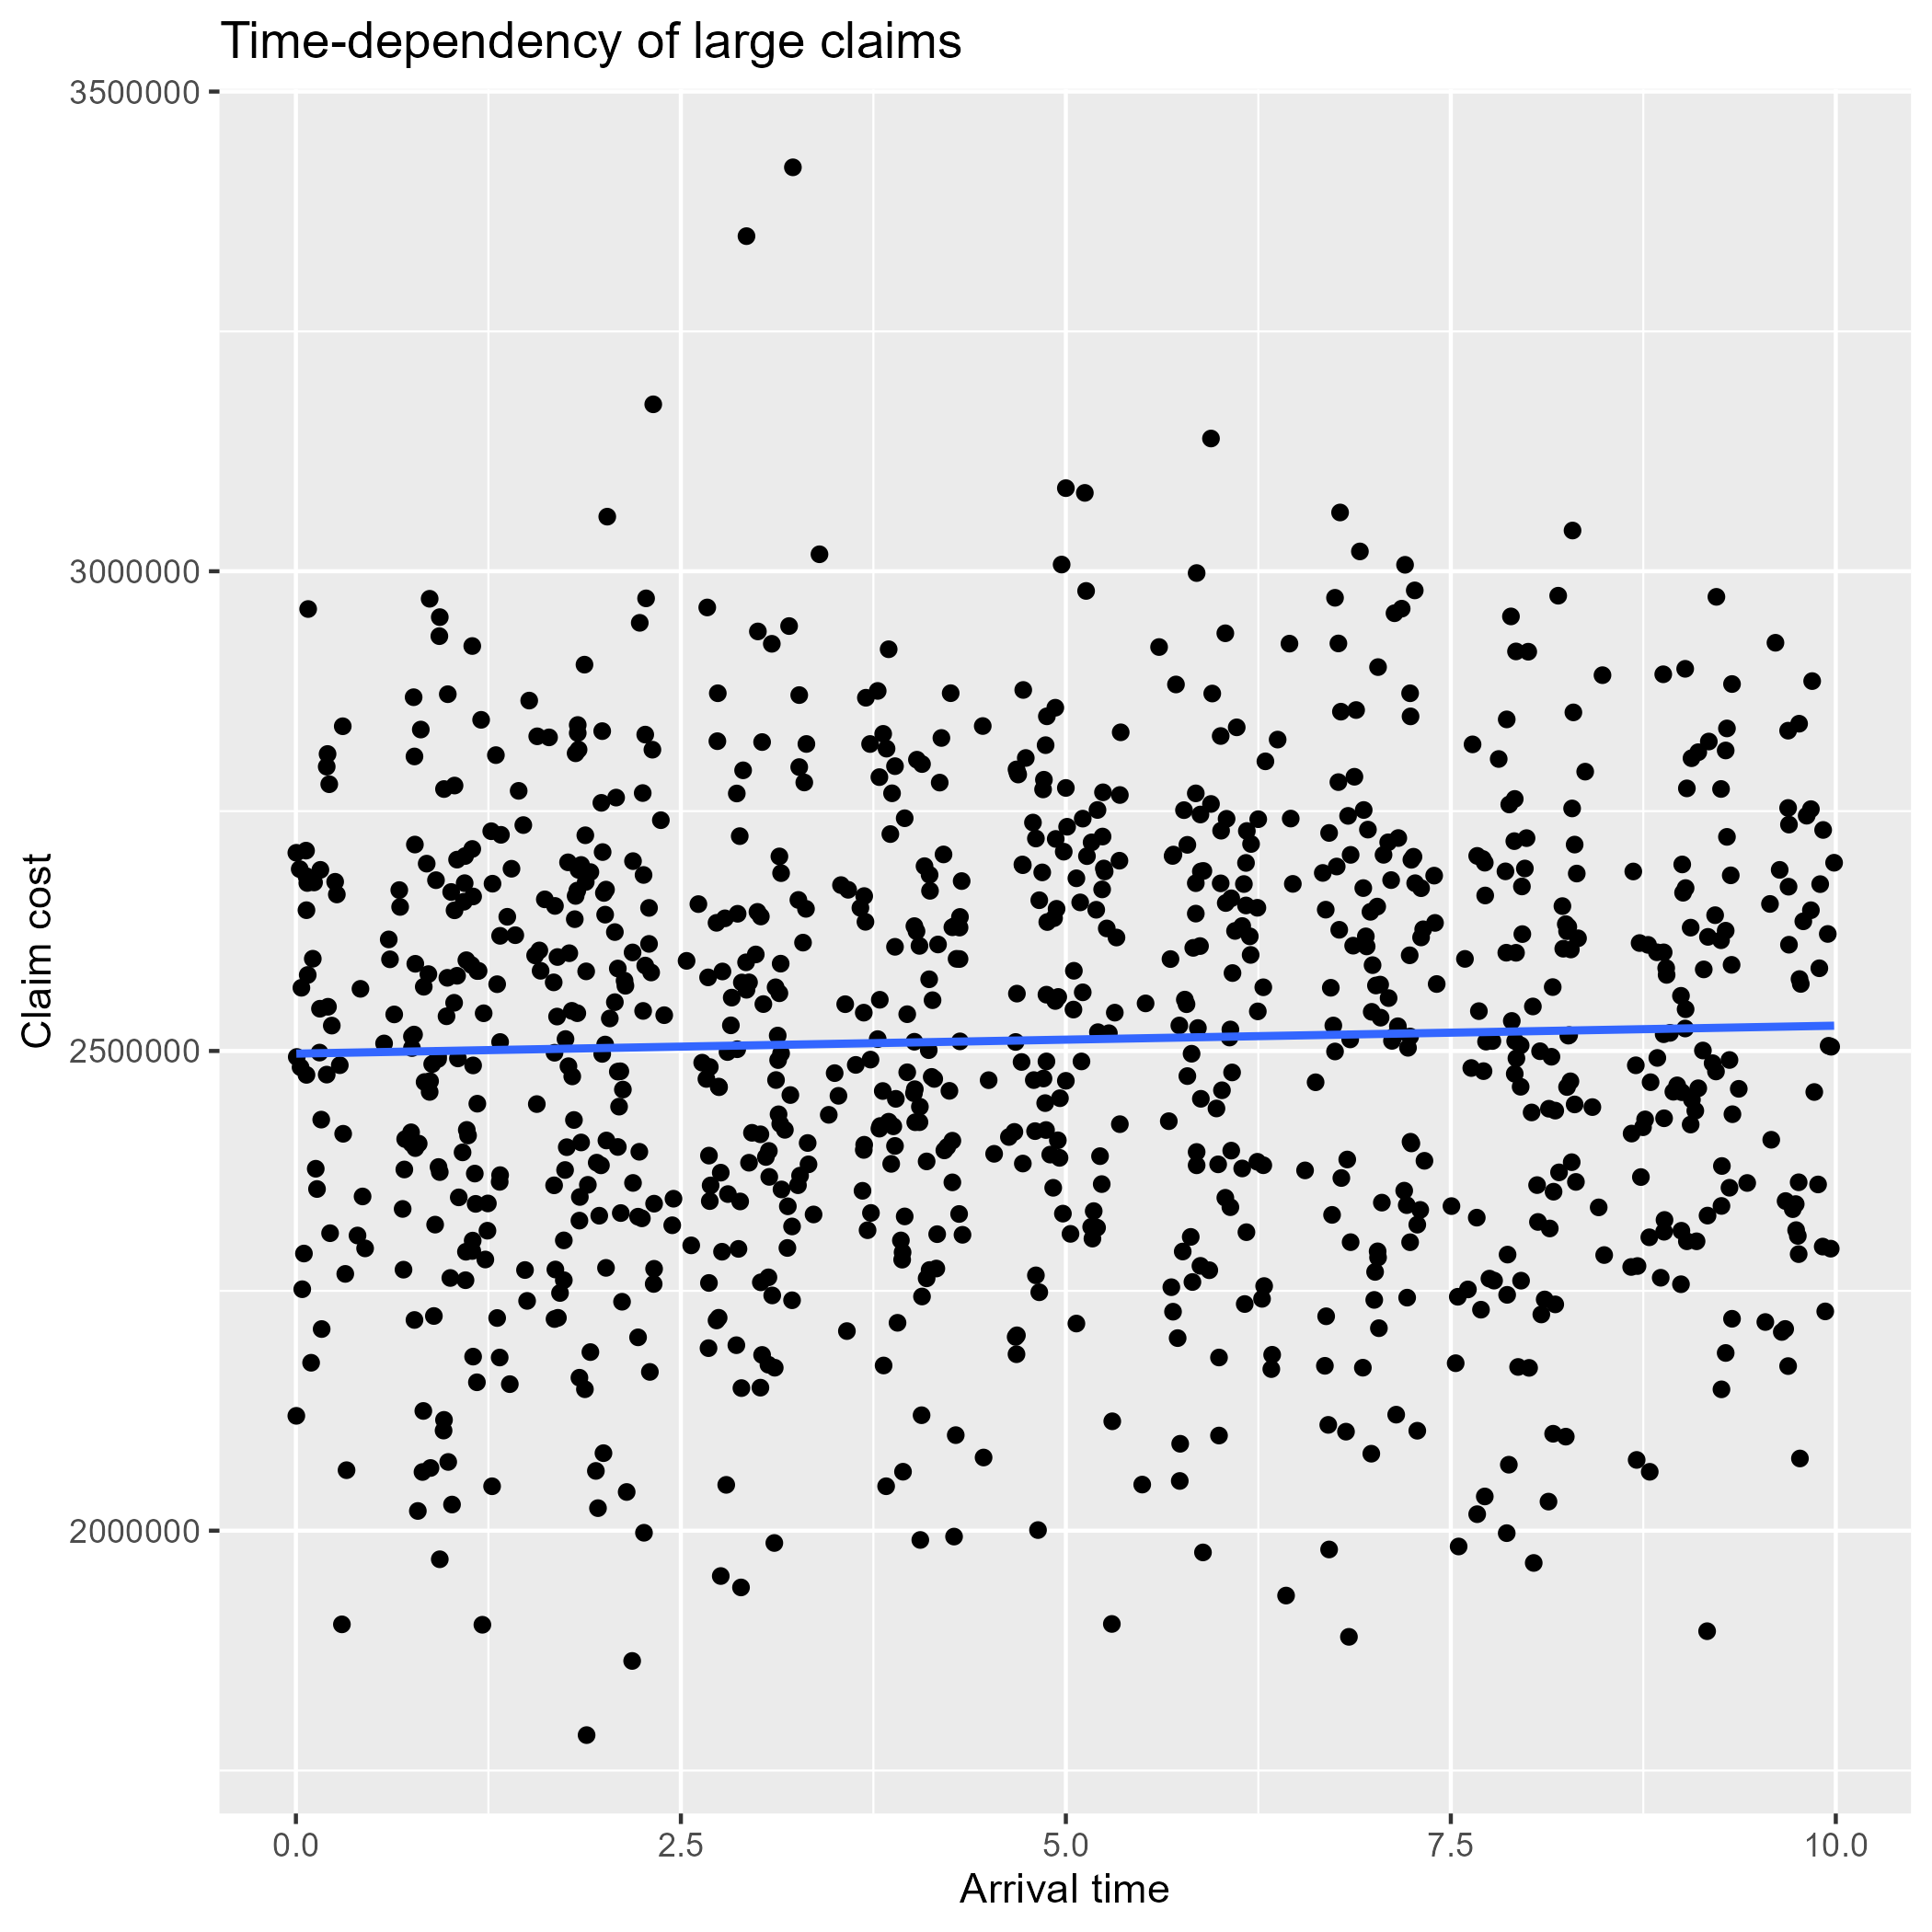 Time-dependency of large claims
3500000
3000000
2500000
2000000
Claim cost
0.0 2.5 5.0 7.5 10.0
Arrival time